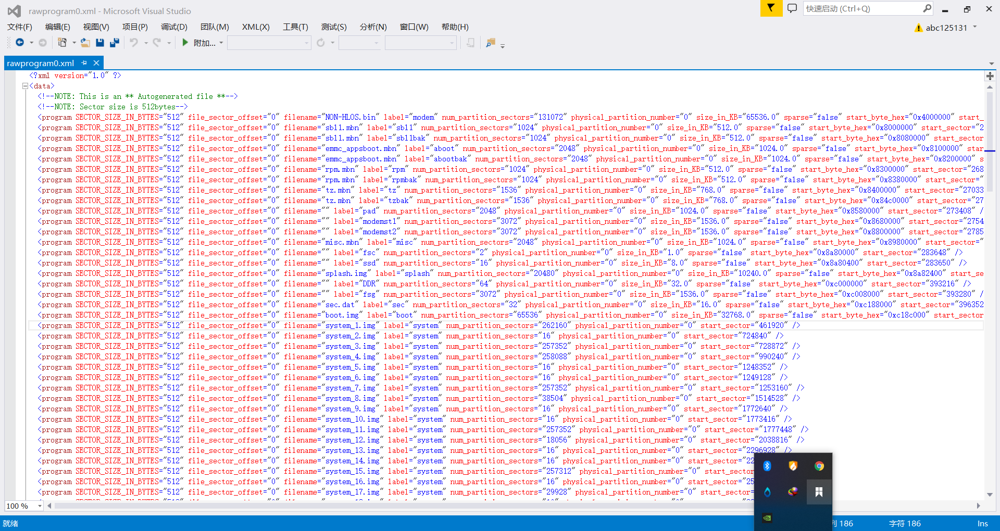 rawprogram0.xml - Microsoft Visual Studio
快速启动 (Ctrl+Q)
文件(F) 编辑(E) 视图(V) 项目(P) 调试(D) 团队(M) XML(X) 工具(T) 测试(S) 分析(N) 窗口(W) 帮助(H) abc125131
附加...
rawprogram0.xml
<?xml version="1.0" ?>
<data>
<!--NOTE: This is an ** Autogenerated file **-->
<!--NOTE: Sector size is 512bytes-->
<program SECTOR_SIZE_IN_BYTES="512" file_sector_offset="0" filename="NON-HLOS.bin" label="modem" num_partition_sectors="131072" physical_partition_number="0" size_in_KB="65536.0" sparse="false" start_byte_hex="0x4000000" start_
<program SECTOR_SIZE_IN_BYTES="512" file_sector_offset="0" filename="sbl1.mbn" label="sbl1" num_partition_sectors="1024" physical_partition_number="0" size_in_KB="512.0" sparse="false" start_byte_hex="0x8000000" start_sector="2
<program SECTOR_SIZE_IN_BYTES="512" file_sector_offset="0" filename="sbl1.mbn" label="sbl1bak" num_partition_sectors="1024" physical_partition_number="0" size_in_KB="512.0" sparse="false" start_byte_hex="0x8080000" start_sector
<program SECTOR_SIZE_IN_BYTES="512" file_sector_offset="0" filename="emmc_appsboot.mbn" label="aboot" num_partition_sectors="2048" physical_partition_number="0" size_in_KB="1024.0" sparse="false" start_byte_hex="0x8100000" star
<program SECTOR_SIZE_IN_BYTES="512" file_sector_offset="0" filename="emmc_appsboot.mbn" label="abootbak" num_partition_sectors="2048" physical_partition_number="0" size_in_KB="1024.0" sparse="false" start_byte_hex="0x8200000" s
<program SECTOR_SIZE_IN_BYTES="512" file_sector_offset="0" filename="rpm.mbn" label="rpm" num_partition_sectors="1024" physical_partition_number="0" size_in_KB="512.0" sparse="false" start_byte_hex="0x8300000" start_sector="268
<program SECTOR_SIZE_IN_BYTES="512" file_sector_offset="0" filename="rpm.mbn" label="rpmbak" num_partition_sectors="1024" physical_partition_number="0" size_in_KB="512.0" sparse="false" start_byte_hex="0x8380000" start_sector="
<program SECTOR_SIZE_IN_BYTES="512" file_sector_offset="0" filename="tz.mbn" label="tz" num_partition_sectors="1536" physical_partition_number="0" size_in_KB="768.0" sparse="false" start_byte_hex="0x8400000" start_sector="27033
<program SECTOR_SIZE_IN_BYTES="512" file_sector_offset="0" filename="tz.mbn" label="tzbak" num_partition_sectors="1536" physical_partition_number="0" size_in_KB="768.0" sparse="false" start_byte_hex="0x84c0000" start_sector="27
<program SECTOR_SIZE_IN_BYTES="512" file_sector_offset="0" filename="" label="pad" num_partition_sectors="2048" physical_partition_number="0" size_in_KB="1024.0" sparse="false" start_byte_hex="0x8580000" start_sector="273408" /
<program SECTOR_SIZE_IN_BYTES="512" file_sector_offset="0" filename="" label="modemst1" num_partition_sectors="3072" physical_partition_number="0" size_in_KB="1536.0" sparse="false" start_byte_hex="0x8680000" start_sector="2754
<program SECTOR_SIZE_IN_BYTES="512" file_sector_offset="0" filename="" label="modemst2" num_partition_sectors="3072" physical_partition_number="0" size_in_KB="1536.0" sparse="false" start_byte_hex="0x8800000" start_sector="2785
<program SECTOR_SIZE_IN_BYTES="512" file_sector_offset="0" filename="misc.mbn" label="misc" num_partition_sectors="2048" physical_partition_number="0" size_in_KB="1024.0" sparse="false" start_byte_hex="0x8980000" start_sector="
<program SECTOR_SIZE_IN_BYTES="512" file_sector_offset="0" filename="" label="fsc" num_partition_sectors="2" physical_partition_number="0" size_in_KB="1.0" sparse="false" start_byte_hex="0x8a80000" start_sector="283648" />
<program SECTOR_SIZE_IN_BYTES="512" file_sector_offset="0" filename="" label="ssd" num_partition_sectors="16" physical_partition_number="0" size_in_KB="8.0" sparse="false" start_byte_hex="0x8a80400" start_sector="283650" />
<program SECTOR_SIZE_IN_BYTES="512" file_sector_offset="0" filename="splash.img" label="splash" num_partition_sectors="20480" physical_partition_number="0" size_in_KB="10240.0" sparse="false" start_byte_hex="0x8a82400" start_se
<program SECTOR_SIZE_IN_BYTES="512" file_sector_offset="0" filename="" label="DDR" num_partition_sectors="64" physical_partition_number="0" size_in_KB="32.0" sparse="false" start_byte_hex="0xc000000" start_sector="393216" />
<program SECTOR_SIZE_IN_BYTES="512" file_sector_offset="0" filename="" label="fsg" num_partition_sectors="3072" physical_partition_number="0" size_in_KB="1536.0" sparse="false" start_byte_hex="0xc008000" start_sector="393280" /
<program SECTOR_SIZE_IN_BYTES="512" file_sector_offset="0" filename="sec.dat" label="sec" num_partition_sectors="32" physical_partition_number="0" size_in_KB="16.0" sparse="false" start_byte_hex="0xc188000" start_sector="396352
<program SECTOR_SIZE_IN_BYTES="512" file_sector_offset="0" filename="boot.img" label="boot" num_partition_sectors="65536" physical_partition_number="0" size_in_KB="32768.0" sparse="false" start_byte_hex="0xc18c000" start_sector
<program SECTOR_SIZE_IN_BYTES="512" file_sector_offset="0" filename="system_1.img" label="system" num_partition_sectors="262160" physical_partition_number="0" start_sector="461920" />
<program SECTOR_SIZE_IN_BYTES="512" file_sector_offset="0" filename="system_2.img" label="system" num_partition_sectors="16" physical_partition_number="0" start_sector="724840" />
<program SECTOR_SIZE_IN_BYTES="512" file_sector_offset="0" filename="system_3.img" label="system" num_partition_sectors="257352" physical_partition_number="0" start_sector="728872" />
<program SECTOR_SIZE_IN_BYTES="512" file_sector_offset="0" filename="system_4.img" label="system" num_partition_sectors="258088" physical_partition_number="0" start_sector="990240" />
<program SECTOR_SIZE_IN_BYTES="512" file_sector_offset="0" filename="system_5.img" label="system" num_partition_sectors="16" physical_partition_number="0" start_sector="1248352" />
<program SECTOR_SIZE_IN_BYTES="512" file_sector_offset="0" filename="system_6.img" label="system" num_partition_sectors="16" physical_partition_number="0" start_sector="1249128" />
<program SECTOR_SIZE_IN_BYTES="512" file_sector_offset="0" filename="system_7.img" label="system" num_partition_sectors="257352" physical_partition_number="0" start_sector="1253160" />
<program SECTOR_SIZE_IN_BYTES="512" file_sector_offset="0" filename="system_8.img" label="system" num_partition_sectors="38504" physical_partition_number="0" start_sector="1514528" />
<program SECTOR_SIZE_IN_BYTES="512" file_sector_offset="0" filename="system_9.img" label="system" num_partition_sectors="16" physical_partition_number="0" start_sector="1772640" />
<program SECTOR_SIZE_IN_BYTES="512" file_sector_offset="0" filename="system_10.img" label="system" num_partition_sectors="16" physical_partition_number="0" start_sector="1773416" />
<program SECTOR_SIZE_IN_BYTES="512" file_sector_offset="0" filename="system_11.img" label="system" num_partition_sectors="257352" physical_partition_number="0" start_sector="1777448" />
<program SECTOR_SIZE_IN_BYTES="512" file_sector_offset="0" filename="system_12.img" label="system" num_partition_sectors="18056" physical_partition_number="0" start_sector="2038816" />
<program SECTOR_SIZE_IN_BYTES="512" file_sector_offset="0" filename="system_13.img" label="system" num_partition_sectors="16" physical_partition_number="0" start_sector="2296928" />
<program SECTOR_SIZE_IN_BYTES="512" file_sector_offset="0" filename="system_14.img" label="system" num_partition_sectors="16" physical_partition_number="0" start_sector="22
<program SECTOR_SIZE_IN_BYTES="512" file_sector_offset="0" filename="system_15.img" label="system" num_partition_sectors="257312" physical_partition_number="0" start_sector=
<program SECTOR_SIZE_IN_BYTES="512" file_sector_offset="0" filename="system_16.img" label="system" num_partition_sectors="16" physical_partition_number="0" start_sector="25
<program SECTOR_SIZE_IN_BYTES="512" file_sector_offset="0" filename="system_17.img" label="system" num_partition_sectors="29928" physical_partition_number="0" start_sector=
100 %
就绪 列 186 字符 186 Ins